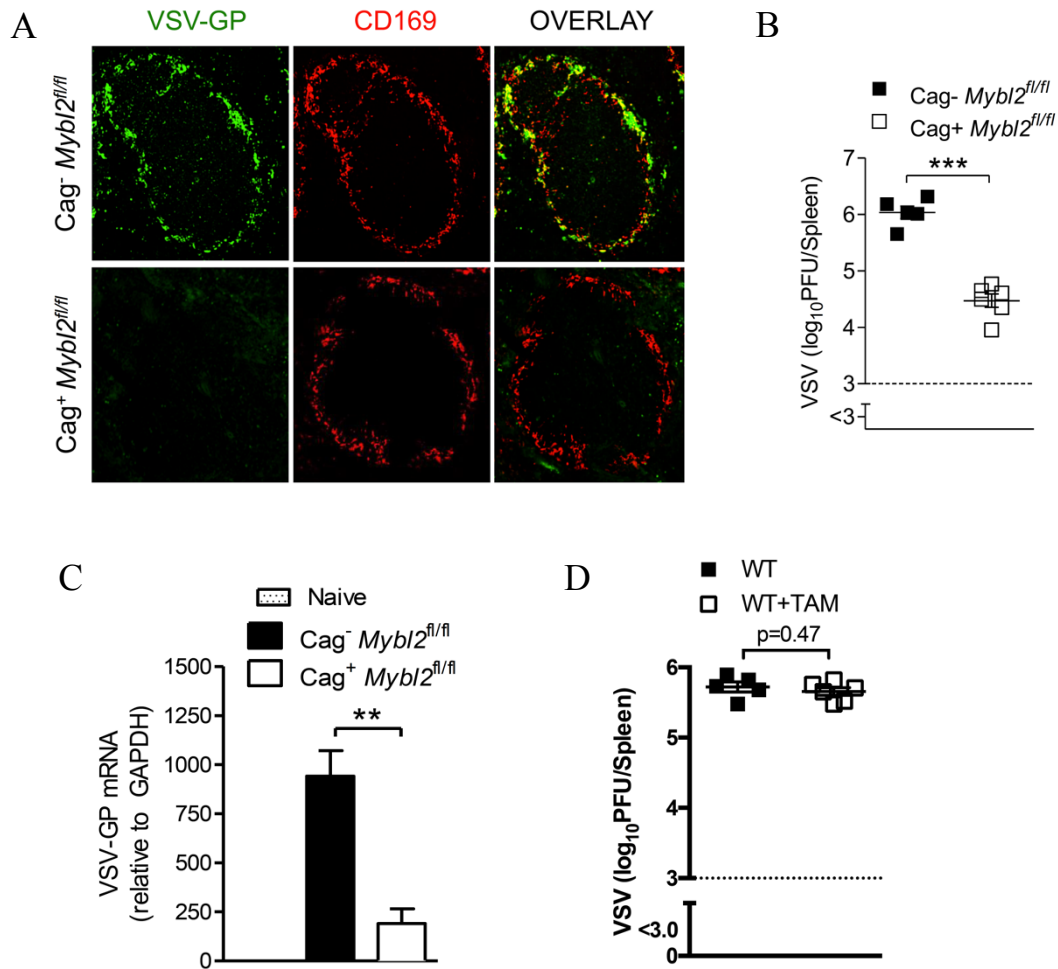 A
VSV-GP CD169 OVERLAY
Cag- Mybl2fl/fl
Cag+ Mybl2fl/fl
B
Cag- Mybl2fl/fl
Cag+ Mybl2fl/fl
***
VSV (log10PFU/Spleen)
7
6
5
4
3
<3
C
Naive
Cag- Mybl2fl/fl
Cag+ Mybl2fl/fl
**
VSV-GP mRNA
(relative to GAPDH)
1500
1250
1000
750
500
250
0
D
WT
WT+TAM
p=0.47
VSV (log10PFU/Spleen)
6
5
4
3
<3.0
0